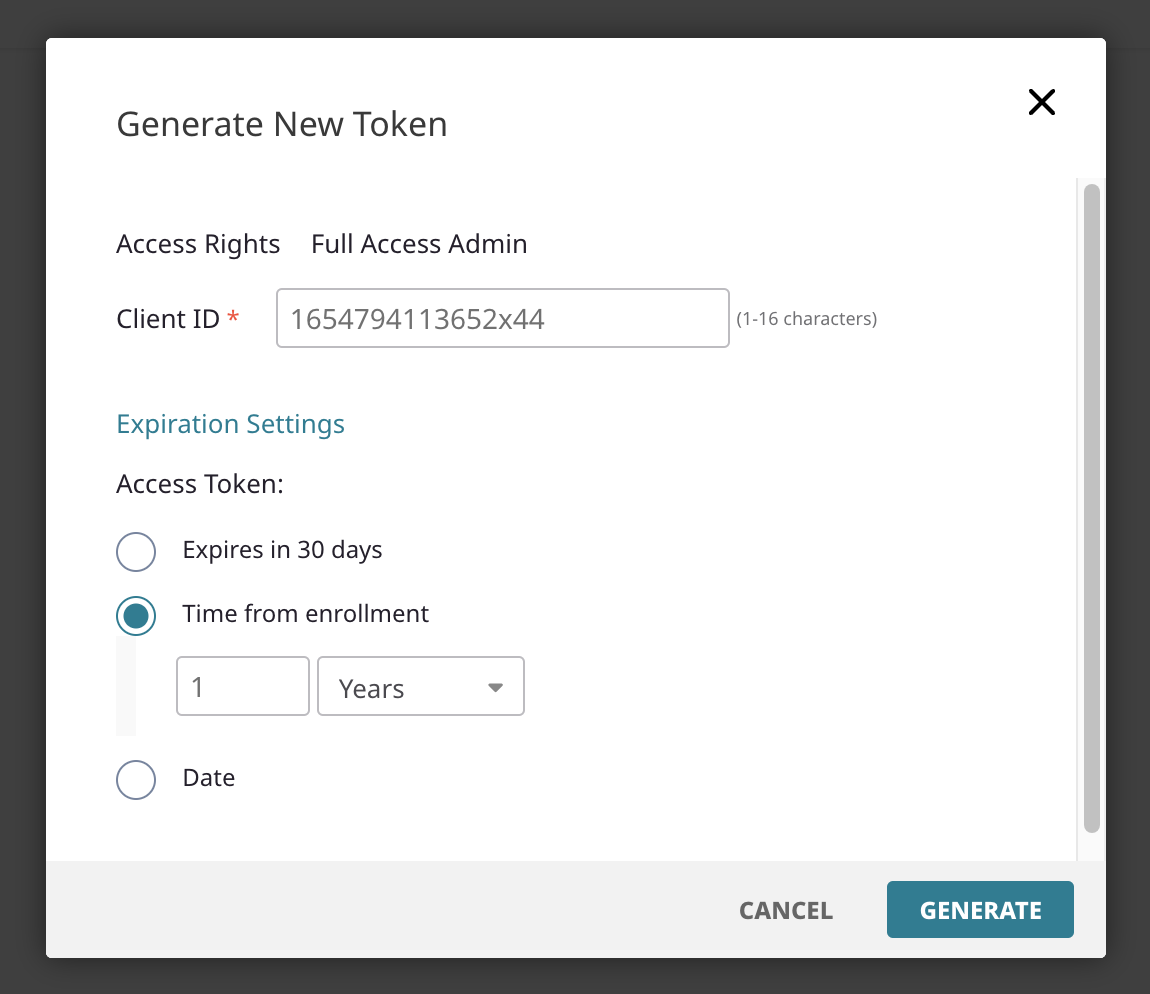 Generate New Token
Access Rights Full Access Admin
Client ID * 1654794113652x44 (1-16 characters)
Expiration Settings
Access Token:
Expires in 30 days
Time from enrollment
1 Years
Date
CANCEL GENERATE